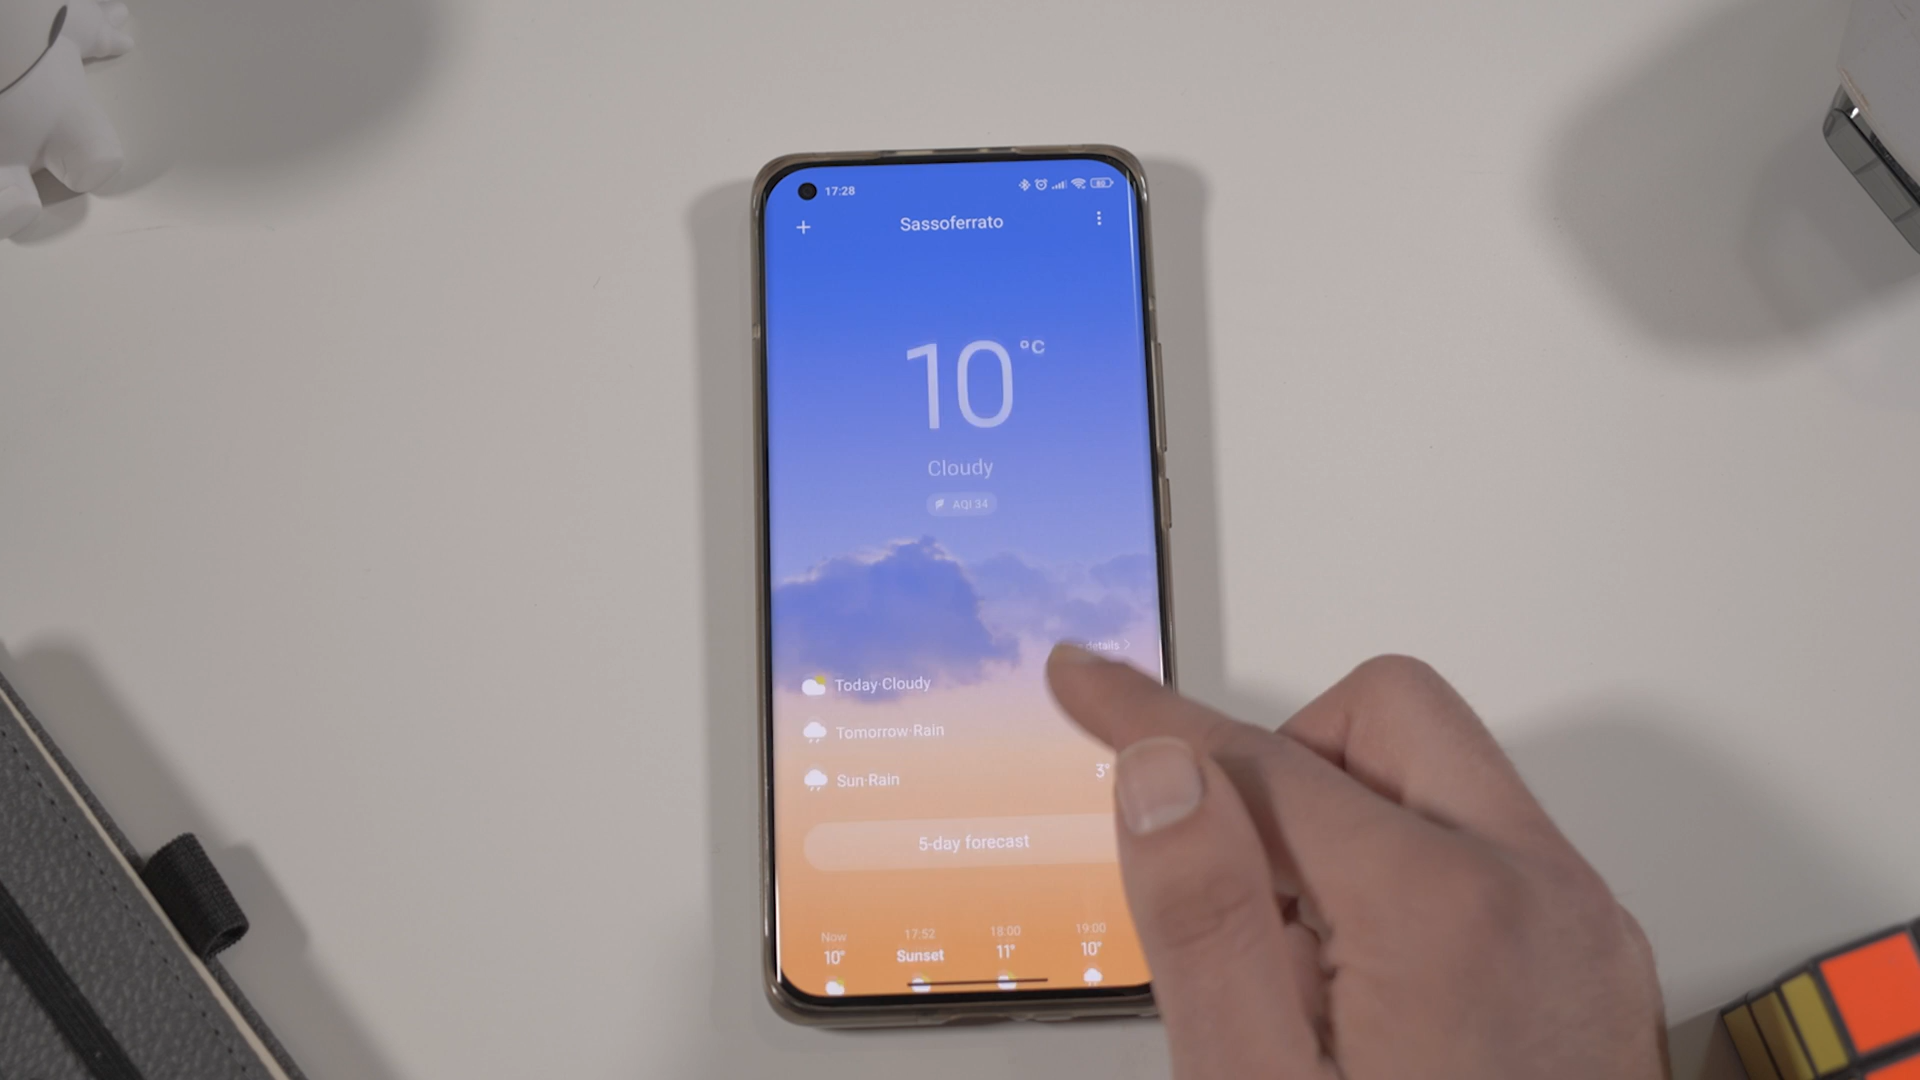 17:28
80
Sassoferrato
10 °C
Cloudy
AQI 34
details
Today·Cloudy
Tomorrow·Rain
Sun·Rain 3°
5-day forecast
Now 17:52 18:00 19:00
10° Sunset 11° 10°